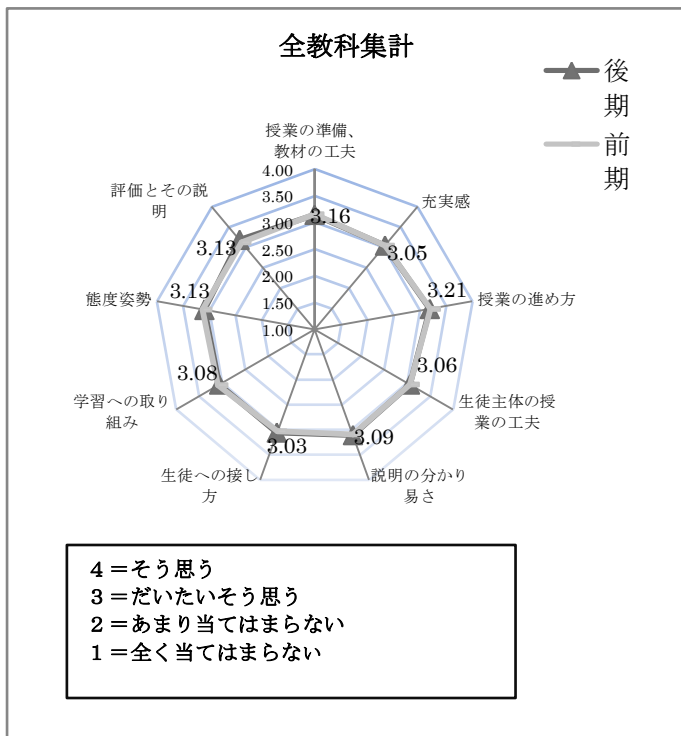 全教科集計
後
期
前
期
授業の準備、
教材の工夫
充実感
授業の進め方
生徒主体の授
業の工夫
説明の分かり
易さ
生徒への接し
方
学習への取り
組み
態度姿勢
評価とその説
明
4.00
3.50
3.00
2.50
2.00
1.50
1.00
3.16
3.05
3.21
3.06
3.09
3.03
3.08
3.13
3.13
4＝そう思う
3＝だいたいそう思う
2＝あまり当てはまらない
1＝全く当てはまらない